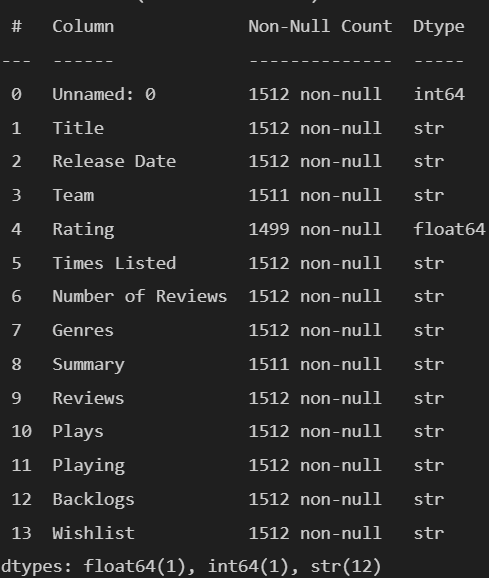 #   Column             Non-Null Count  Dtype
---  ------             --------------  -----
0   Unnamed: 0         1512 non-null   int64
1   Title              1512 non-null   str
2   Release Date       1512 non-null   str
3   Team               1511 non-null   str
4   Rating             1499 non-null   float64
5   Times Listed       1512 non-null   str
6   Number of Reviews  1512 non-null   str
7   Genres             1512 non-null   str
8   Summary            1511 non-null   str
9   Reviews            1512 non-null   str
10  Plays              1512 non-null   str
11  Playing            1512 non-null   str
12  Backlogs           1512 non-null   str
13  Wishlist           1512 non-null   str
dtypes: float64(1), int64(1), str(12)